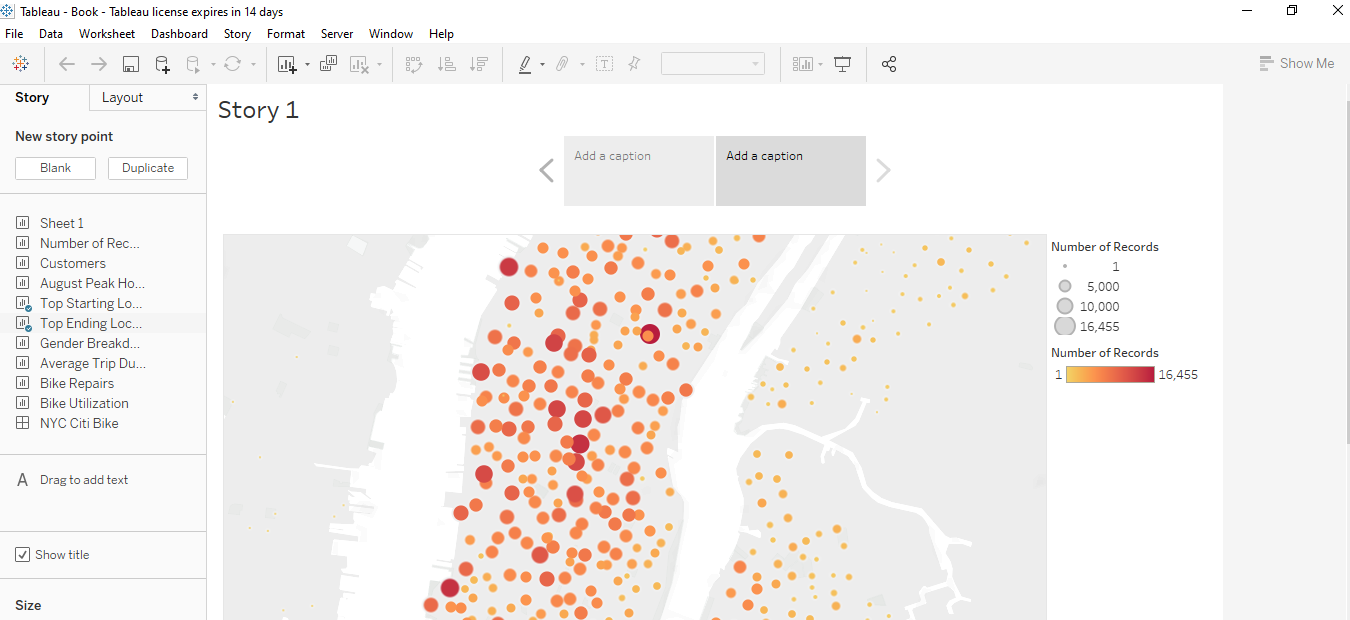 Tableau - Book - Tableau license expires in 14 days
File Data Worksheet Dashboard Story Format Server Window Help
Show Me
Story Layout
New story point
Blank Duplicate
Sheet 1
Number of Rec...
Customers
August Peak Ho...
Top Starting Lo...
Top Ending Loc...
Gender Breakd...
Average Trip Du...
Bike Repairs
Bike Utilization
NYC Citi Bike
A Drag to add text
Show title
Size
Story 1
Add a caption Add a caption
Number of Records
1
5,000
10,000
16,455
Number of Records
1 16,455